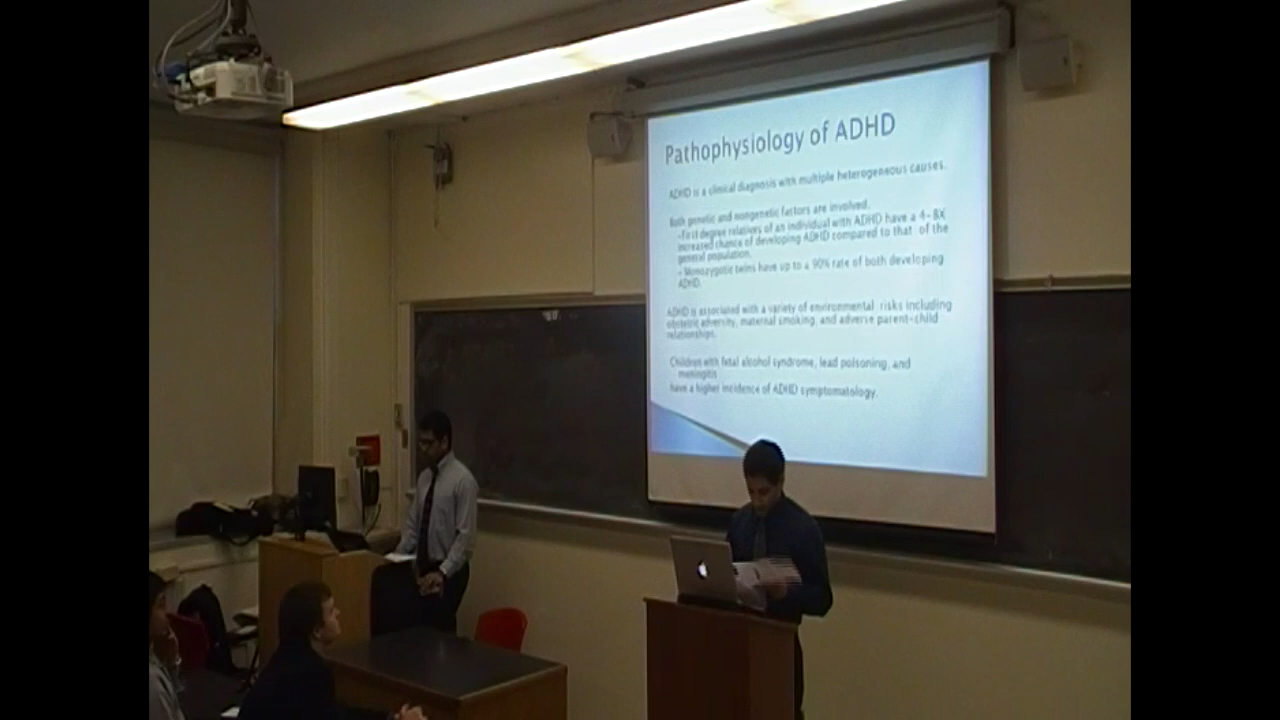 Pathophysiology of ADHD
ADHD is a clinical diagnosis with multiple heterogeneous causes.
Both genetic and nongenetic factors are involved.
-First degree relatives of an individual with ADHD have a 4-8X
increased chance of developing ADHD compared to that of the
general population.
- Monozygotic twins have up to a 90% rate of both developing
ADHD.
ADHD is associated with a variety of environmental risks including
obstetric adversity, maternal smoking, and adverse parent-child
relationships.
Children with fetal alcohol syndrome, lead poisoning, and
meningitis
have a higher incidence of ADHD symptomatology.